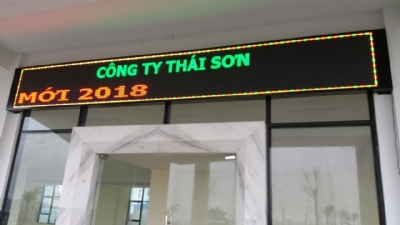 CÔNG TY THÁI SƠN
MỚI 2018